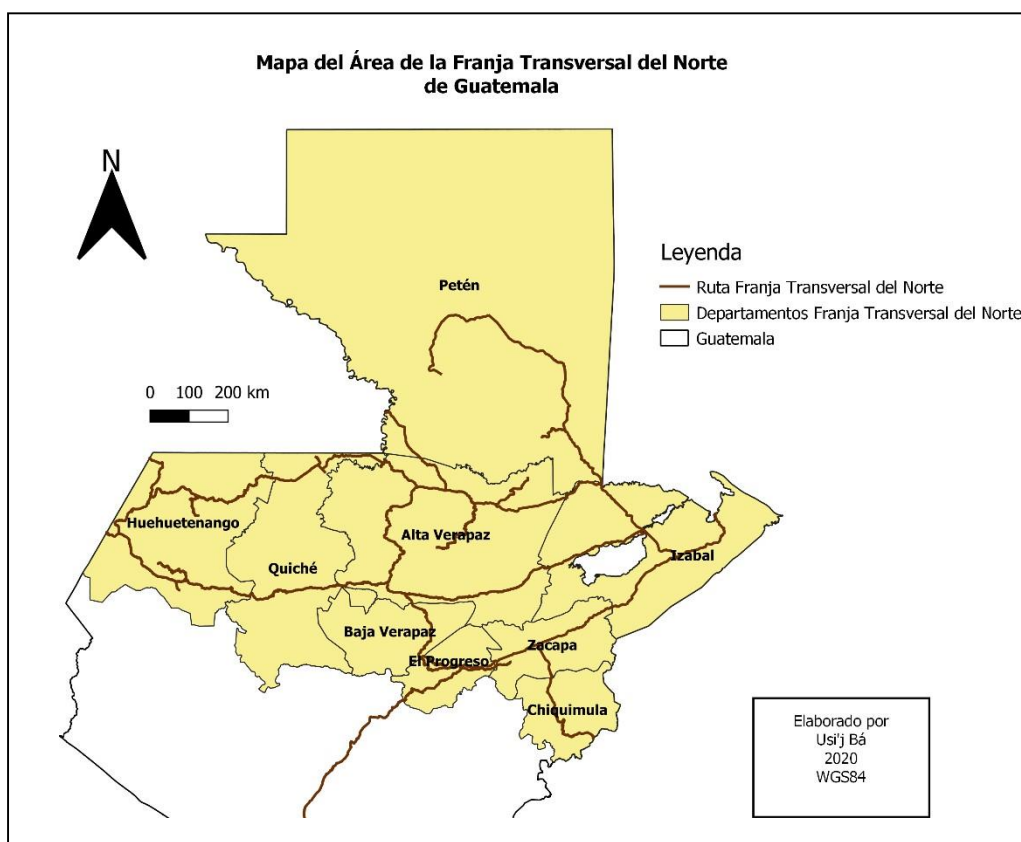 Mapa del Área de la Franja Transversal del Norte
de Guatemala
N
Leyenda
Ruta Franja Transversal del Norte
Departamentos Franja Transversal del Norte
Guatemala
0 100 200 km
Petén
Huehuetenango
Quiché
Alta Verapaz
Izabal
Baja Verapaz
El Progreso
Zacapa
Chiquimula
Elaborado por
Usi'j Bá
2020
WGS84